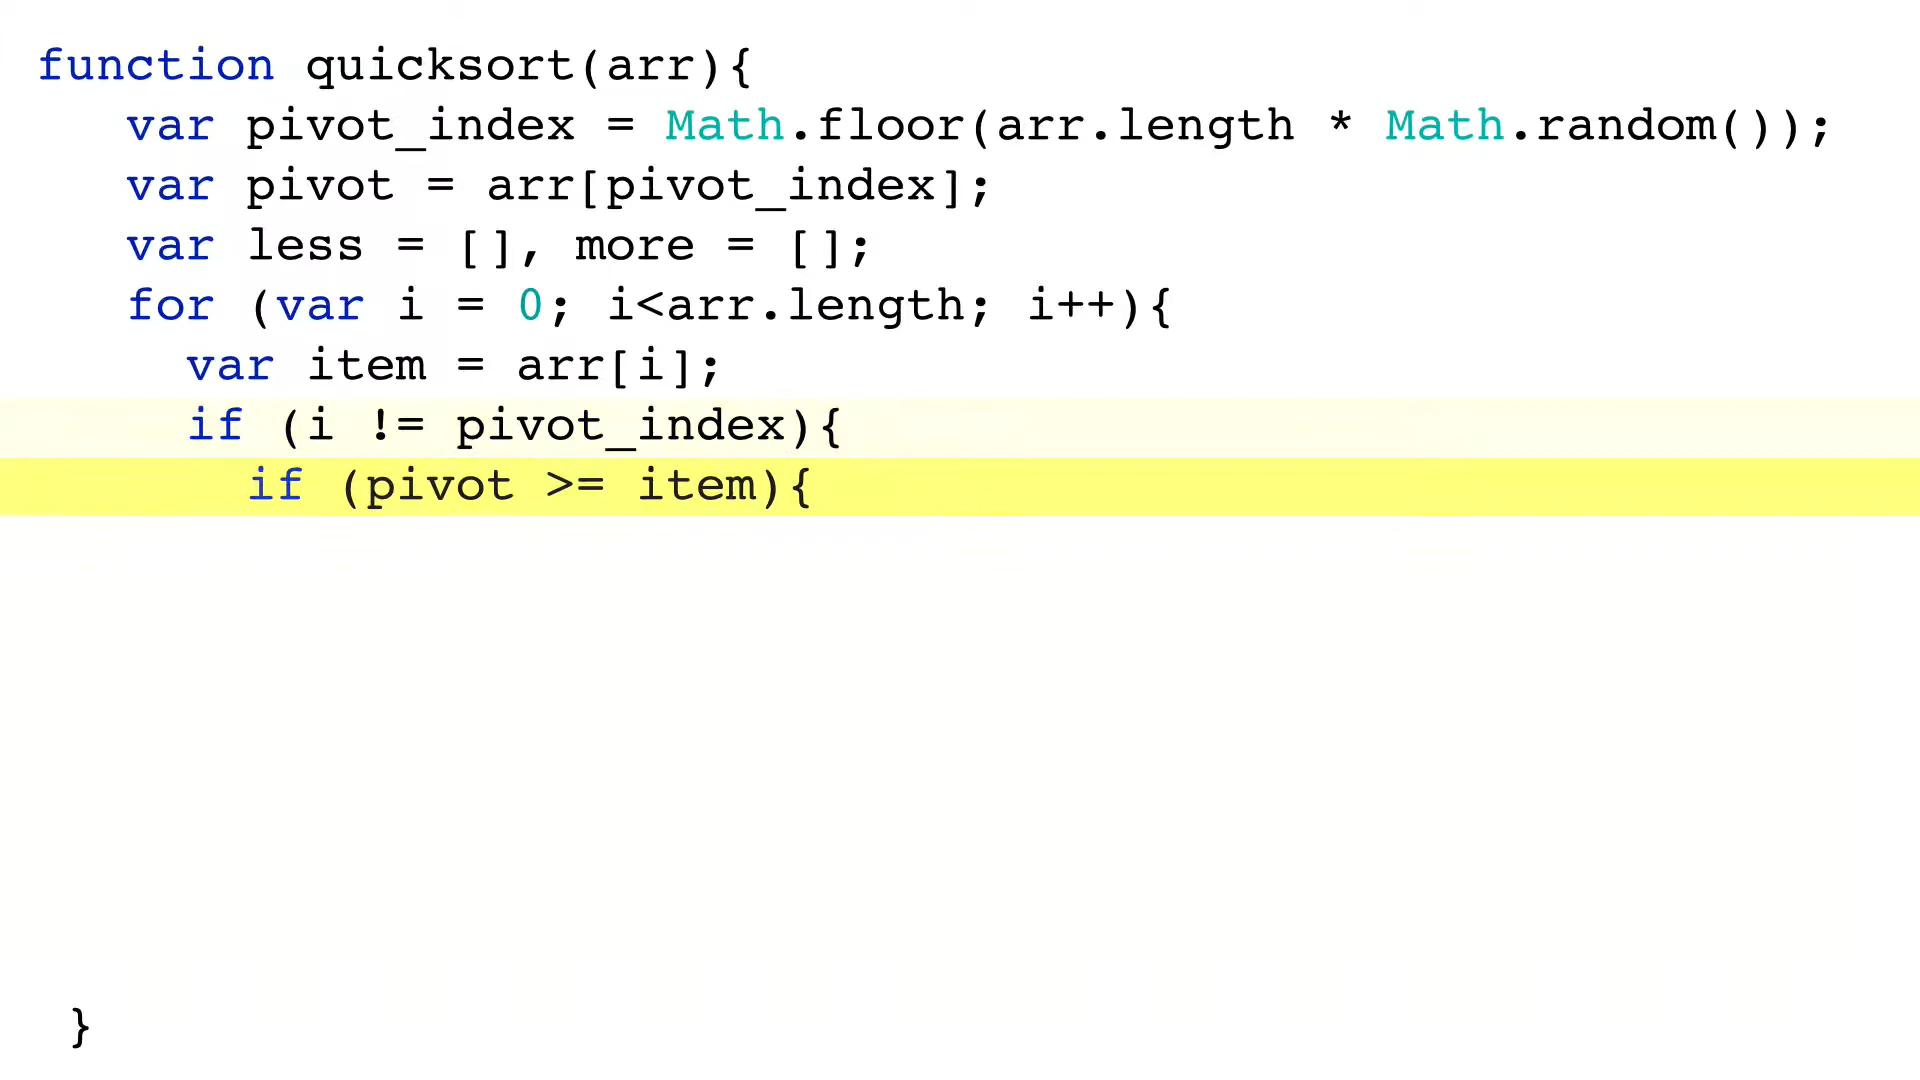 function quicksort(arr){
var pivot_index = Math.floor(arr.length * Math.random());
var pivot = arr[pivot_index];
var less = [], more = [];
for (var i = 0; i<arr.length; i++){
var item = arr[i];
if (i != pivot_index){
if (pivot >= item){
}